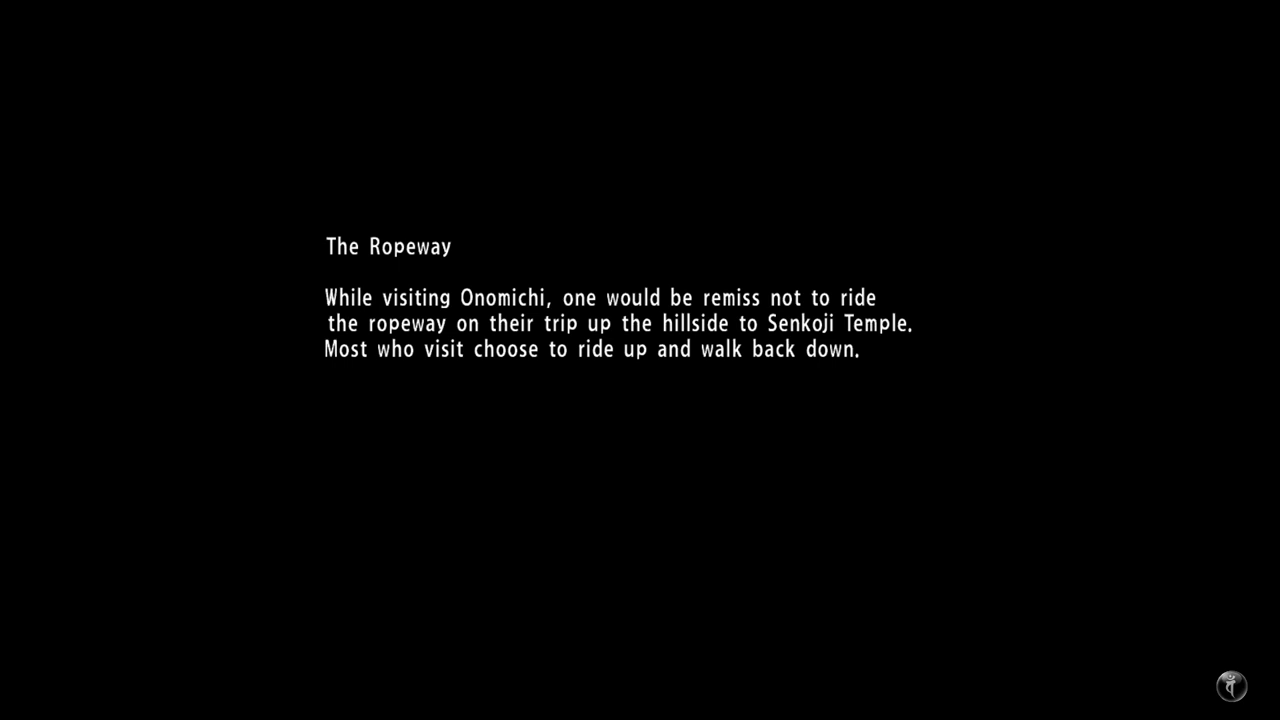 The Ropeway
While visiting Onomichi, one would be remiss not to ride
the ropeway on their trip up the hillside to Senkoji Temple.
Most who visit choose to ride up and walk back down.